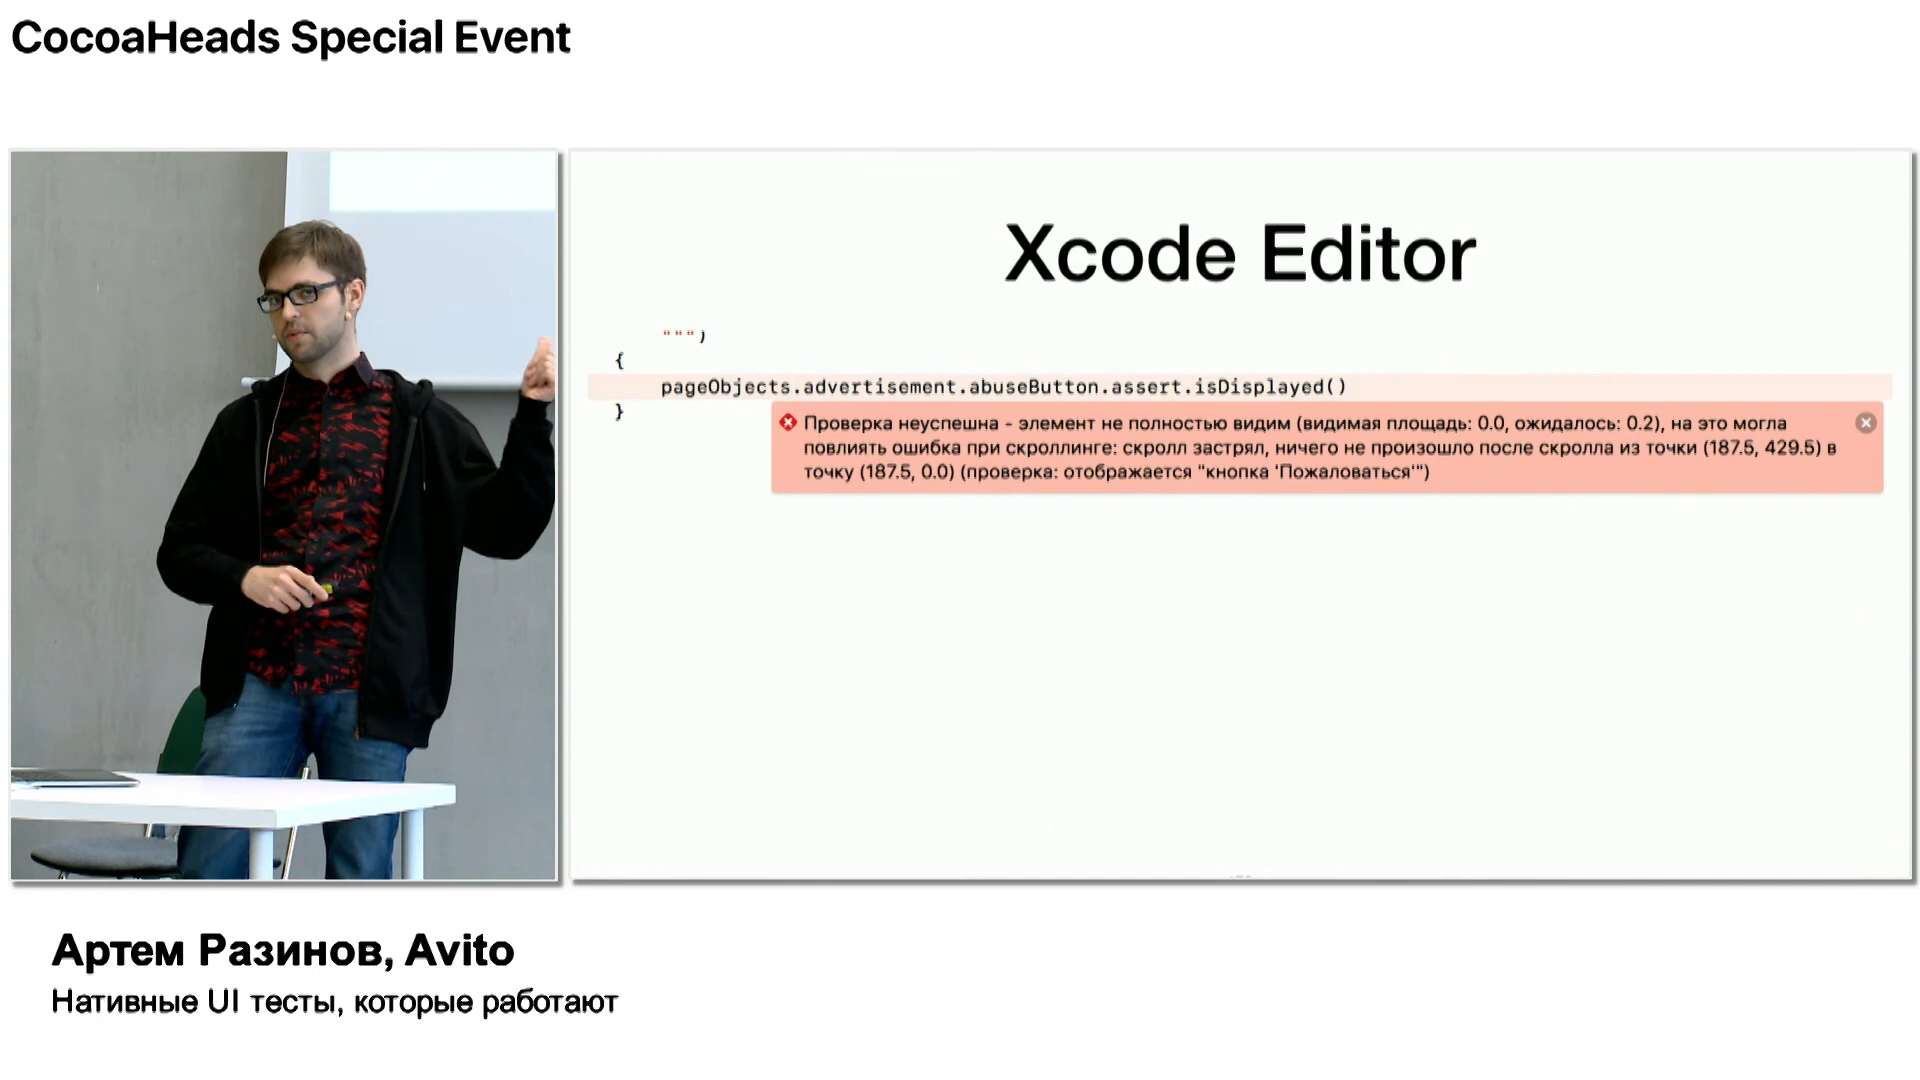 CocoaHeads Special Event
Xcode Editor
""",
{
pageObjects.advertisement.abuseButton.assert.isDisplayed()
}
Проверка неуспешна - элемент не полностью видим (видимая площадь: 0.0, ожидалось: 0.2), на это могла
повлиять ошибка при скроллинге: скролл застрял, ничего не произошло после скролла из точки (187.5, 429.5) в
точку (187.5, 0.0) (проверка: отображается "кнопка 'Пожаловаться'")
Артем Разинов, Avito
Нативные UI тесты, которые работают